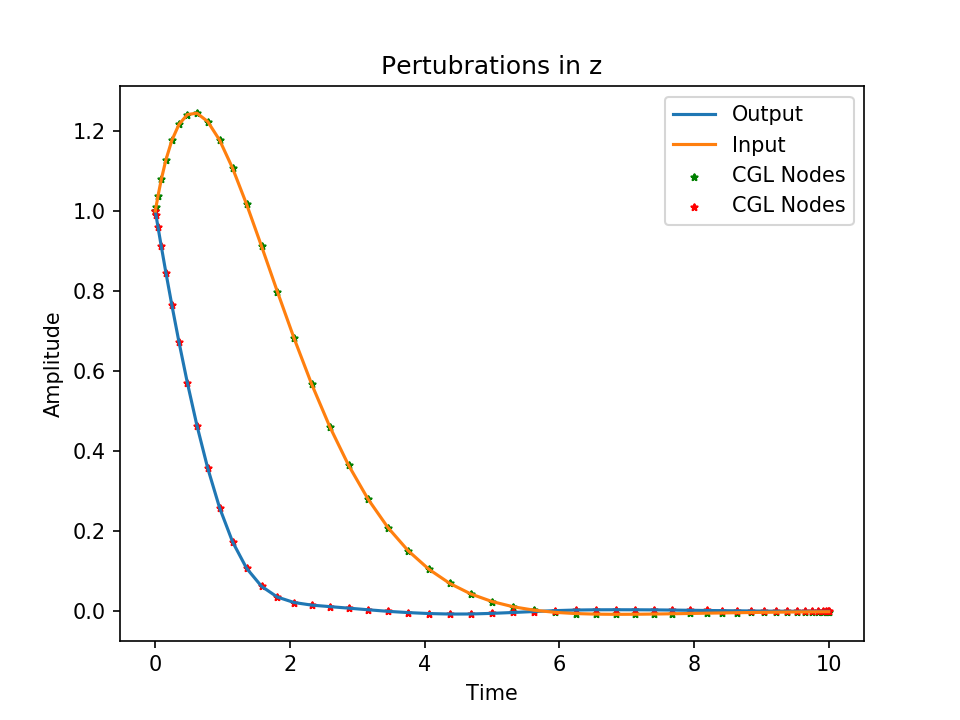 Pertubrations in z
Output
Input
CGL Nodes
CGL Nodes
1.2
1.0
0.8
0.6
0.4
0.2
0.0
Amplitude
0 2 4 6 8 10
Time